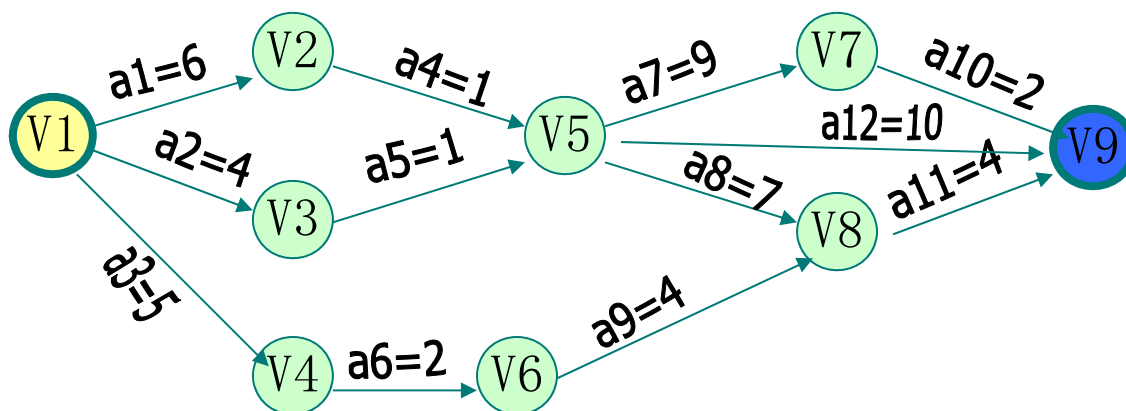 V2
V7
a1=6
a4=1
a7=9
a10=2
V1
V5
a12=10
V9
a2=4
a5=1
a8=7
a11=4
V3
V8
a3=5
a9=4
V4
a6=2
V6